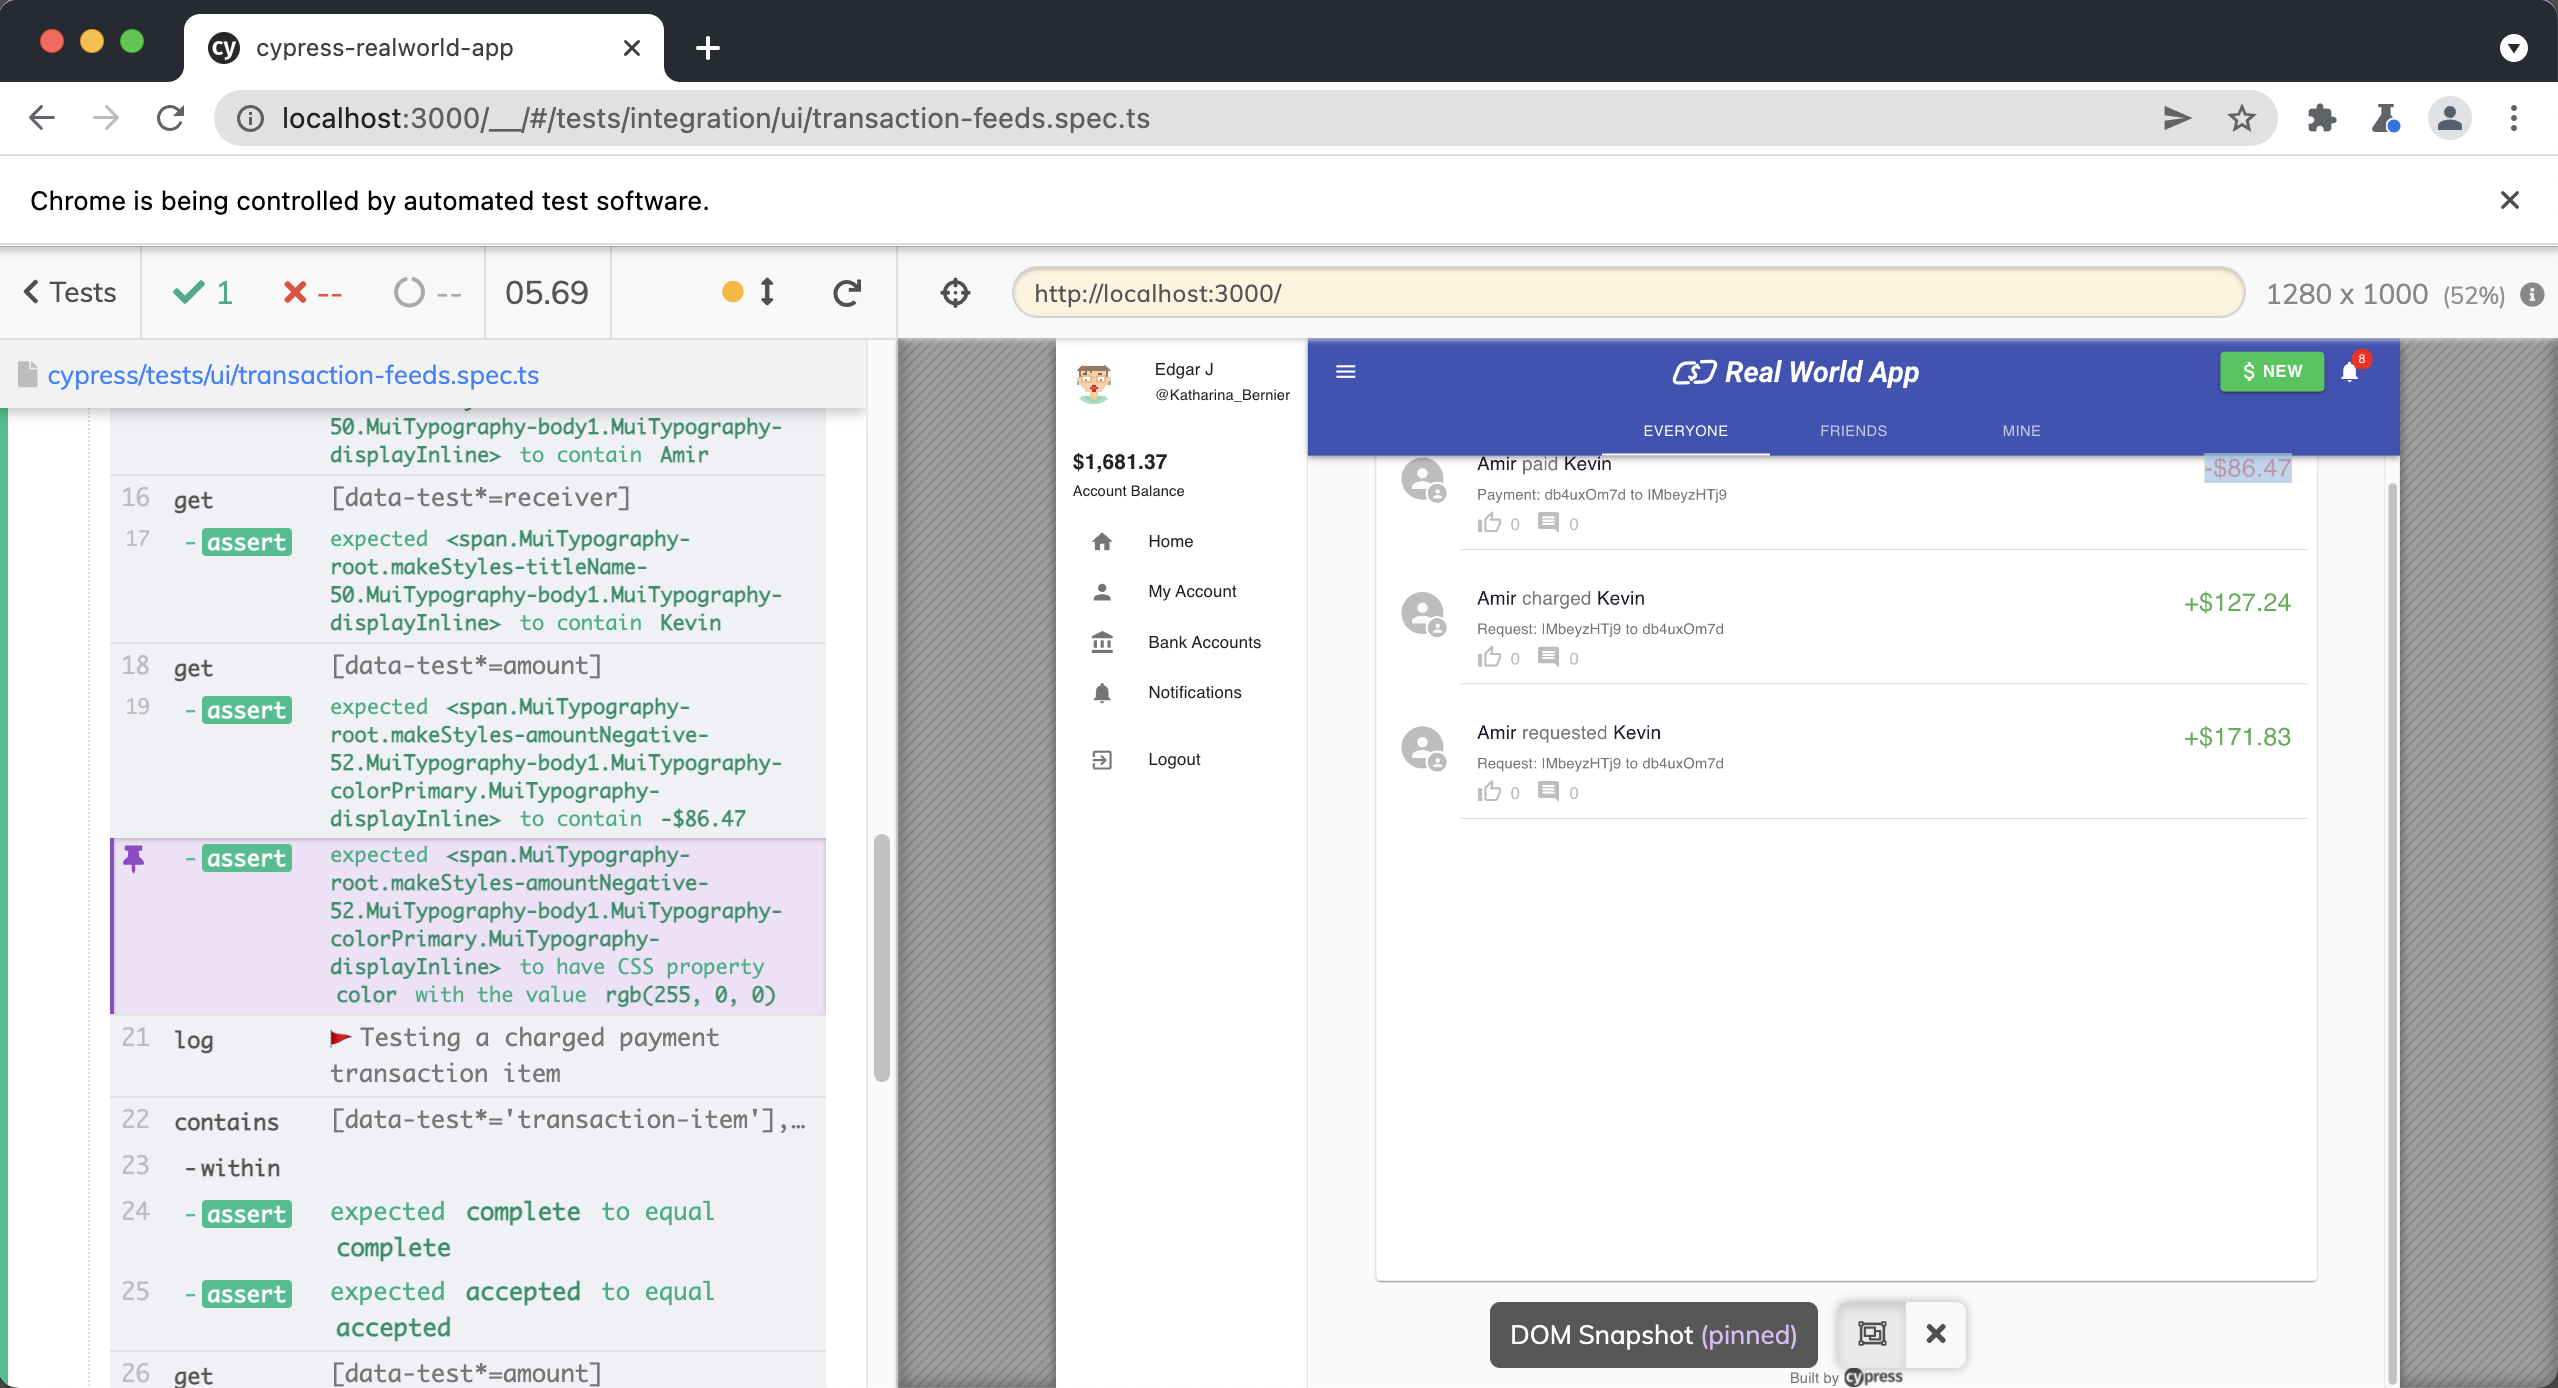 cy cypress-realworld-app
localhost:3000/__/#/tests/integration/ui/transaction-feeds.spec.ts
Chrome is being controlled by automated test software.
Tests 1 -- -- 05.69
http://localhost:3000/ 1280 x 1000 (52%)
cypress/tests/ui/transaction-feeds.spec.ts
50.MuiTypography-body1.MuiTypography-
displayInline> to contain Amir
16 get [data-test*=receiver]
17 -assert expected <span.MuiTypography-
root.makeStyles-titleName-
50.MuiTypography-body1.MuiTypography-
displayInline> to contain Kevin
18 get [data-test*=amount]
19 -assert expected <span.MuiTypography-
root.makeStyles-amountNegative-
52.MuiTypography-body1.MuiTypography-
colorPrimary.MuiTypography-
displayInline> to contain -$86.47
-assert expected <span.MuiTypography-
root.makeStyles-amountNegative-
52.MuiTypography-body1.MuiTypography-
colorPrimary.MuiTypography-
displayInline> to have CSS property
color with the value rgb(255, 0, 0)
21 log Testing a charged payment
transaction item
22 contains [data-test*='transaction-item'],…
23 -within
24 -assert expected complete to equal
complete
25 -assert expected accepted to equal
accepted
26 get [data-test*=amount]
Edgar J
@Katharina_Bernier
$1,681.37
Account Balance
Home
My Account
Bank Accounts
Notifications
Logout
Real World App
$ NEW
8
EVERYONE FRIENDS MINE
Amir paid Kevin -$86.47
Payment: db4uxOm7d to IMbeyzHTj9
0 0
Amir charged Kevin +$127.24
Request: IMbeyzHTj9 to db4uxOm7d
0 0
Amir requested Kevin +$171.83
Request: IMbeyzHTj9 to db4uxOm7d
0 0
DOM Snapshot (pinned)
Built by cypress